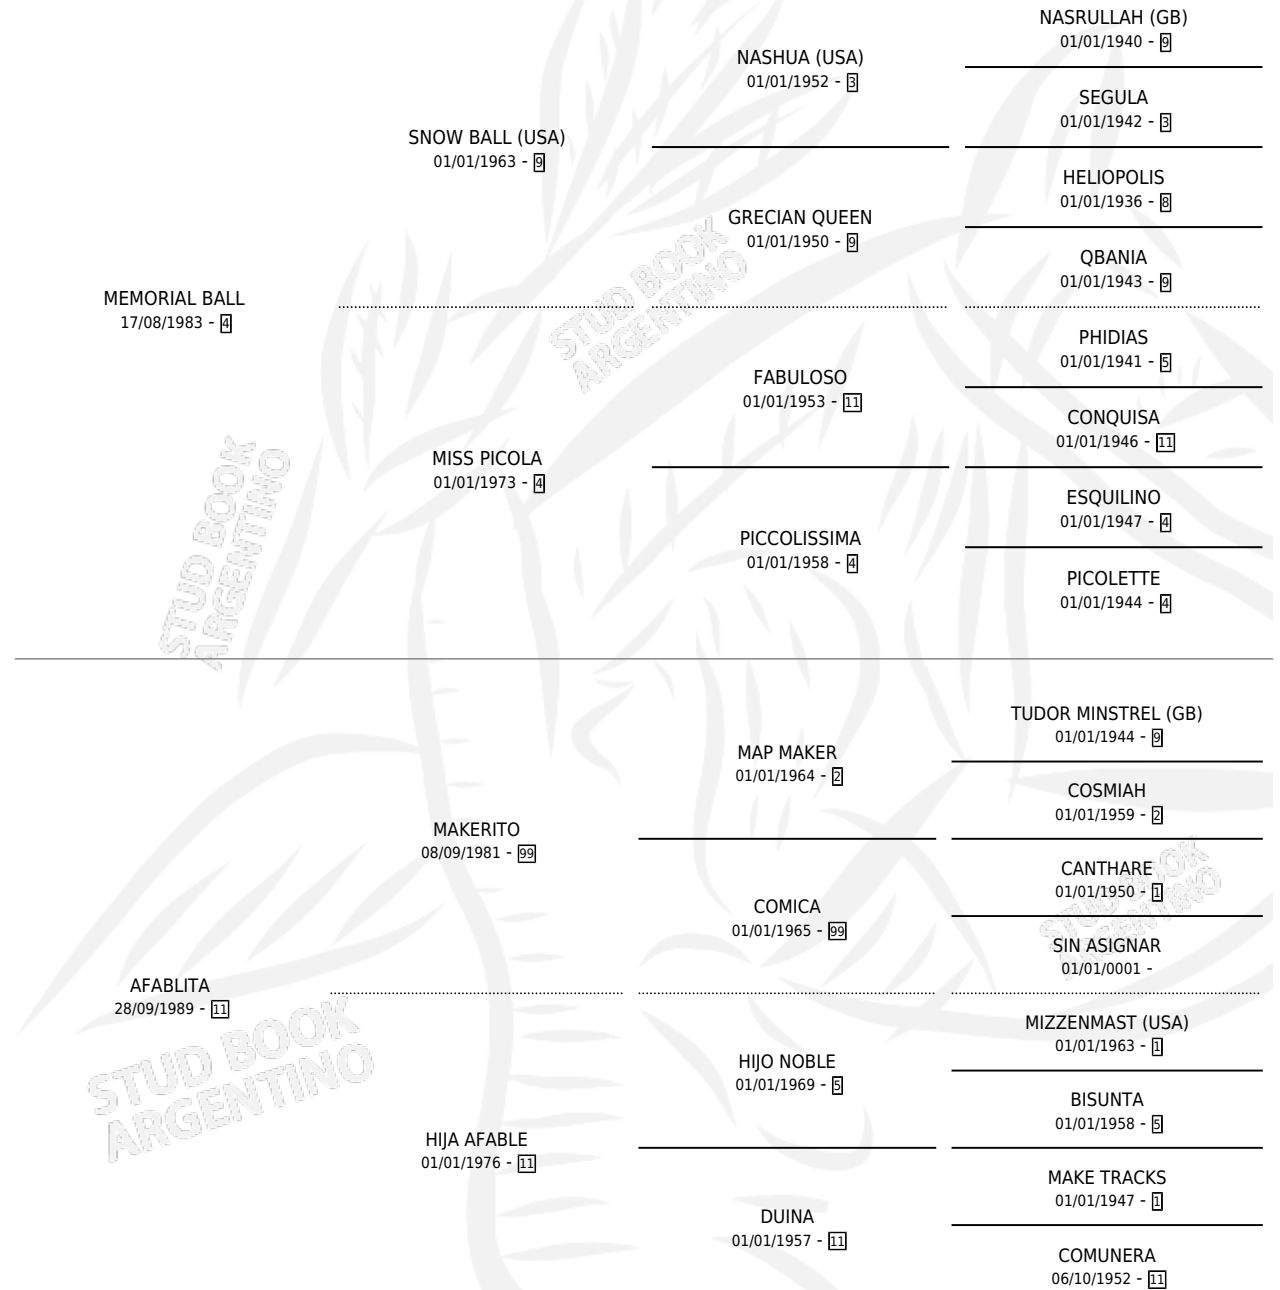 NASRULLAH (GB)
01/01/1940 - 9
NASHUA (USA)
01/01/1952 - 3
SEGULA
01/01/1942 - 3
SNOW BALL (USA)
01/01/1963 - 9
HELIOPOLIS
01/01/1936 - 8
GRECIAN QUEEN
01/01/1950 - 9
QBANIA
01/01/1943 - 9
MEMORIAL BALL
17/08/1983 - 4
PHIDIAS
01/01/1941 - 5
FABULOSO
01/01/1953 - 11
CONQUISA
01/01/1946 - 11
MISS PICOLA
01/01/1973 - 4
ESQUILINO
01/01/1947 - 4
PICCOLISSIMA
01/01/1958 - 4
PICOLETTE
01/01/1944 - 4
TUDOR MINSTREL (GB)
01/01/1944 - 9
MAP MAKER
01/01/1964 - 2
COSMIAH
01/01/1959 - 2
MAKERITO
08/09/1981 - 99
CANTHARE
01/01/1950 - 1
COMICA
01/01/1965 - 99
SIN ASIGNAR
01/01/0001 -
AFABLITA
28/09/1989 - 11
MIZZENMAST (USA)
01/01/1963 - 1
HIJO NOBLE
01/01/1969 - 5
BISUNTA
01/01/1958 - 5
HIJA AFABLE
01/01/1976 - 11
MAKE TRACKS
01/01/1947 - 1
DUINA
01/01/1957 - 11
COMUNERA
06/10/1952 - 11
STUD BOOK
ARGENTINO
STUD BOOK
ARGENTINO
STUD BOOK
ARGENTINO
STUD BOOK
ARGENTINO